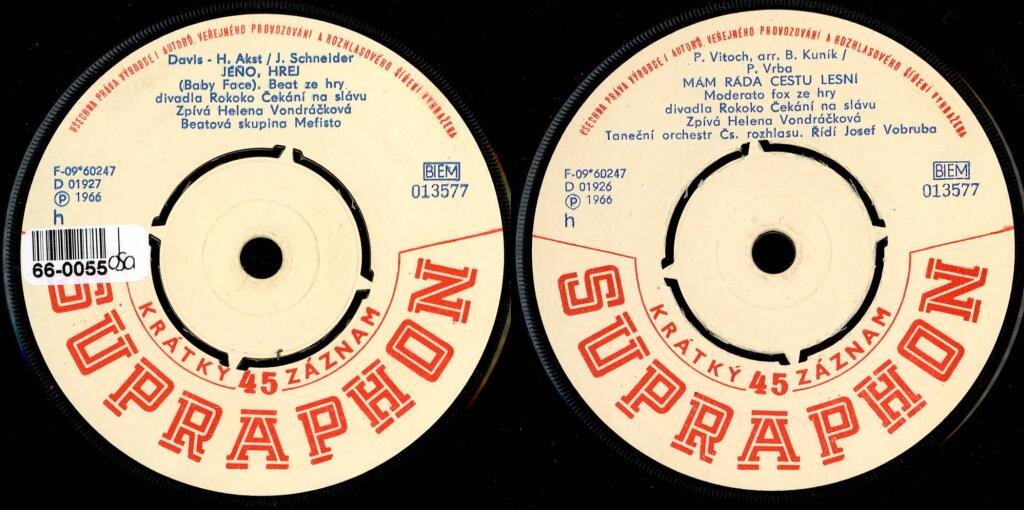 VŠECHNA PRÁVA VÝROBCE I AUTORŮ, VEŘEJNÉHO PROVOZOVÁNÍ A ROZHLASOVÉHO ŠÍŘENÍ VYHRAŽENA
Davis - H. Akst / J. Schneider
JEŇO, HREJ
(Baby Face). Beat ze hry
divadla Rokoko Čekání na slávu
Zpívá Helena Vondráčková
Beatová skupina Mefisto
F-09*60247
D 01927
Ⓟ 1966
h
BIEM
013577
66-0055
SUPRAPHON
KRÁTKÝ 45 ZÁZNAM
VŠECHNA PRÁVA VÝROBCE I AUTORŮ, VEŘEJNÉHO PROVOZOVÁNÍ A ROZHLASOVÉHO ŠÍŘENÍ VYHRAŽENA
P. Vitoch, arr. B. Kuník /
P. Vrba
MÁM RÁDA CESTU LESNÍ
Moderato fox ze hry
divadla Rokoko Čekání na slávu
Zpívá Helena Vondráčková
Taneční orchestr Čs. rozhlasu. Řídí Josef Vobruba
F-09*60247
D 01926
Ⓟ 1966
h
BIEM
013577
SUPRAPHON
KRÁTKÝ 45 ZÁZNAM